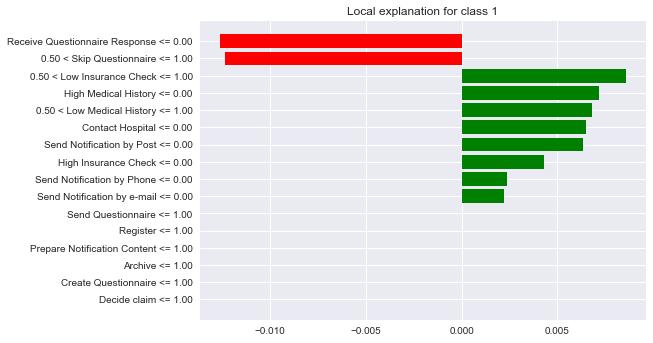 Local explanation for class 1
Receive Questionnaire Response <= 0.00
0.50 < Skip Questionnaire <= 1.00
0.50 < Low Insurance Check <= 1.00
High Medical History <= 0.00
0.50 < Low Medical History <= 1.00
Contact Hospital <= 0.00
Send Notification by Post <= 0.00
High Insurance Check <= 0.00
Send Notification by Phone <= 0.00
Send Notification by e-mail <= 0.00
Send Questionnaire <= 1.00
Register <= 1.00
Prepare Notification Content <= 1.00
Archive <= 1.00
Create Questionnaire <= 1.00
Decide claim <= 1.00
−0.010 −0.005 0.000 0.005